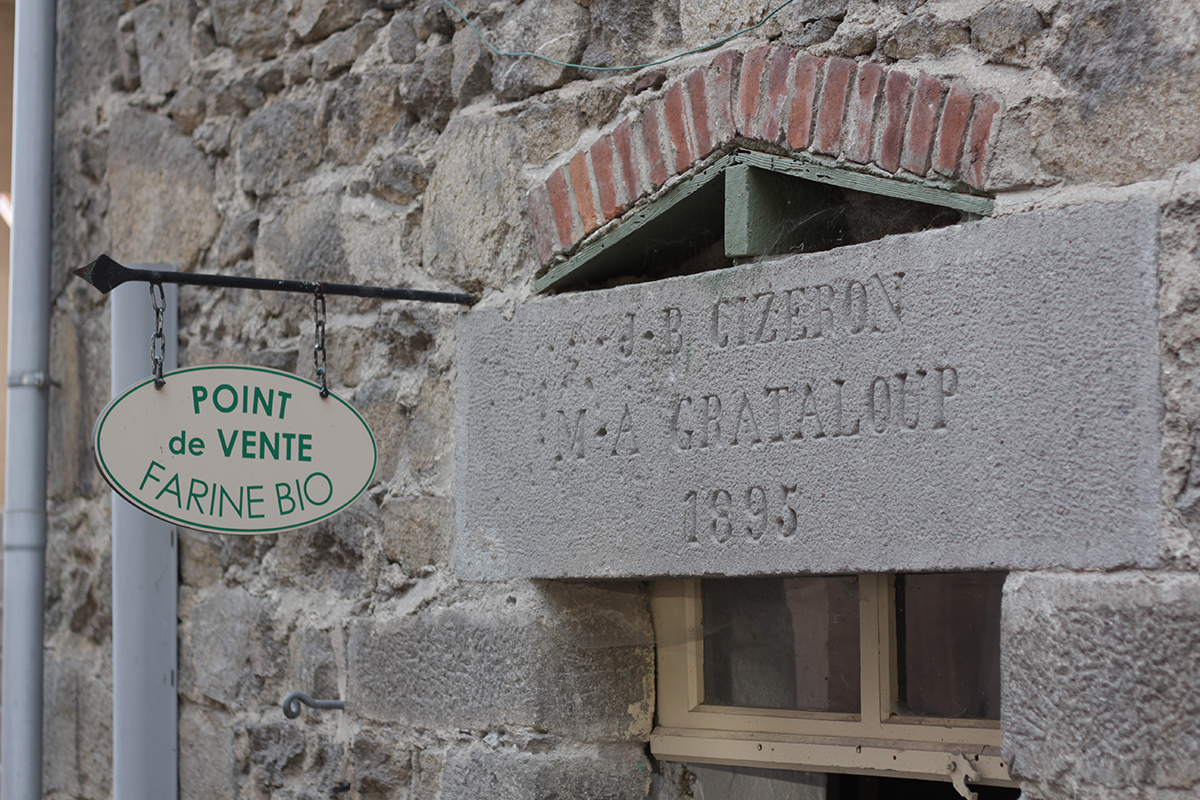 POINT
de VENTE
FARINE BIO
J-B CIZERON
M-A GRATALOUP
1895